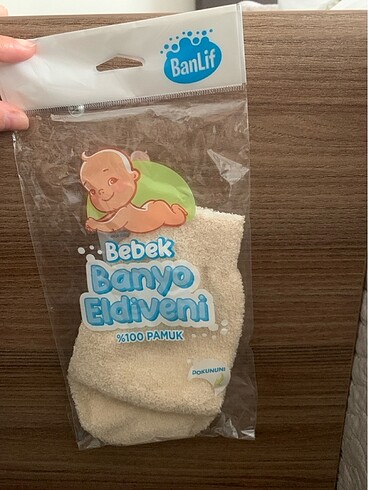 BanLif
Bebek
Banyo
Eldiveni
%100 PAMUK
DOKUNUN!